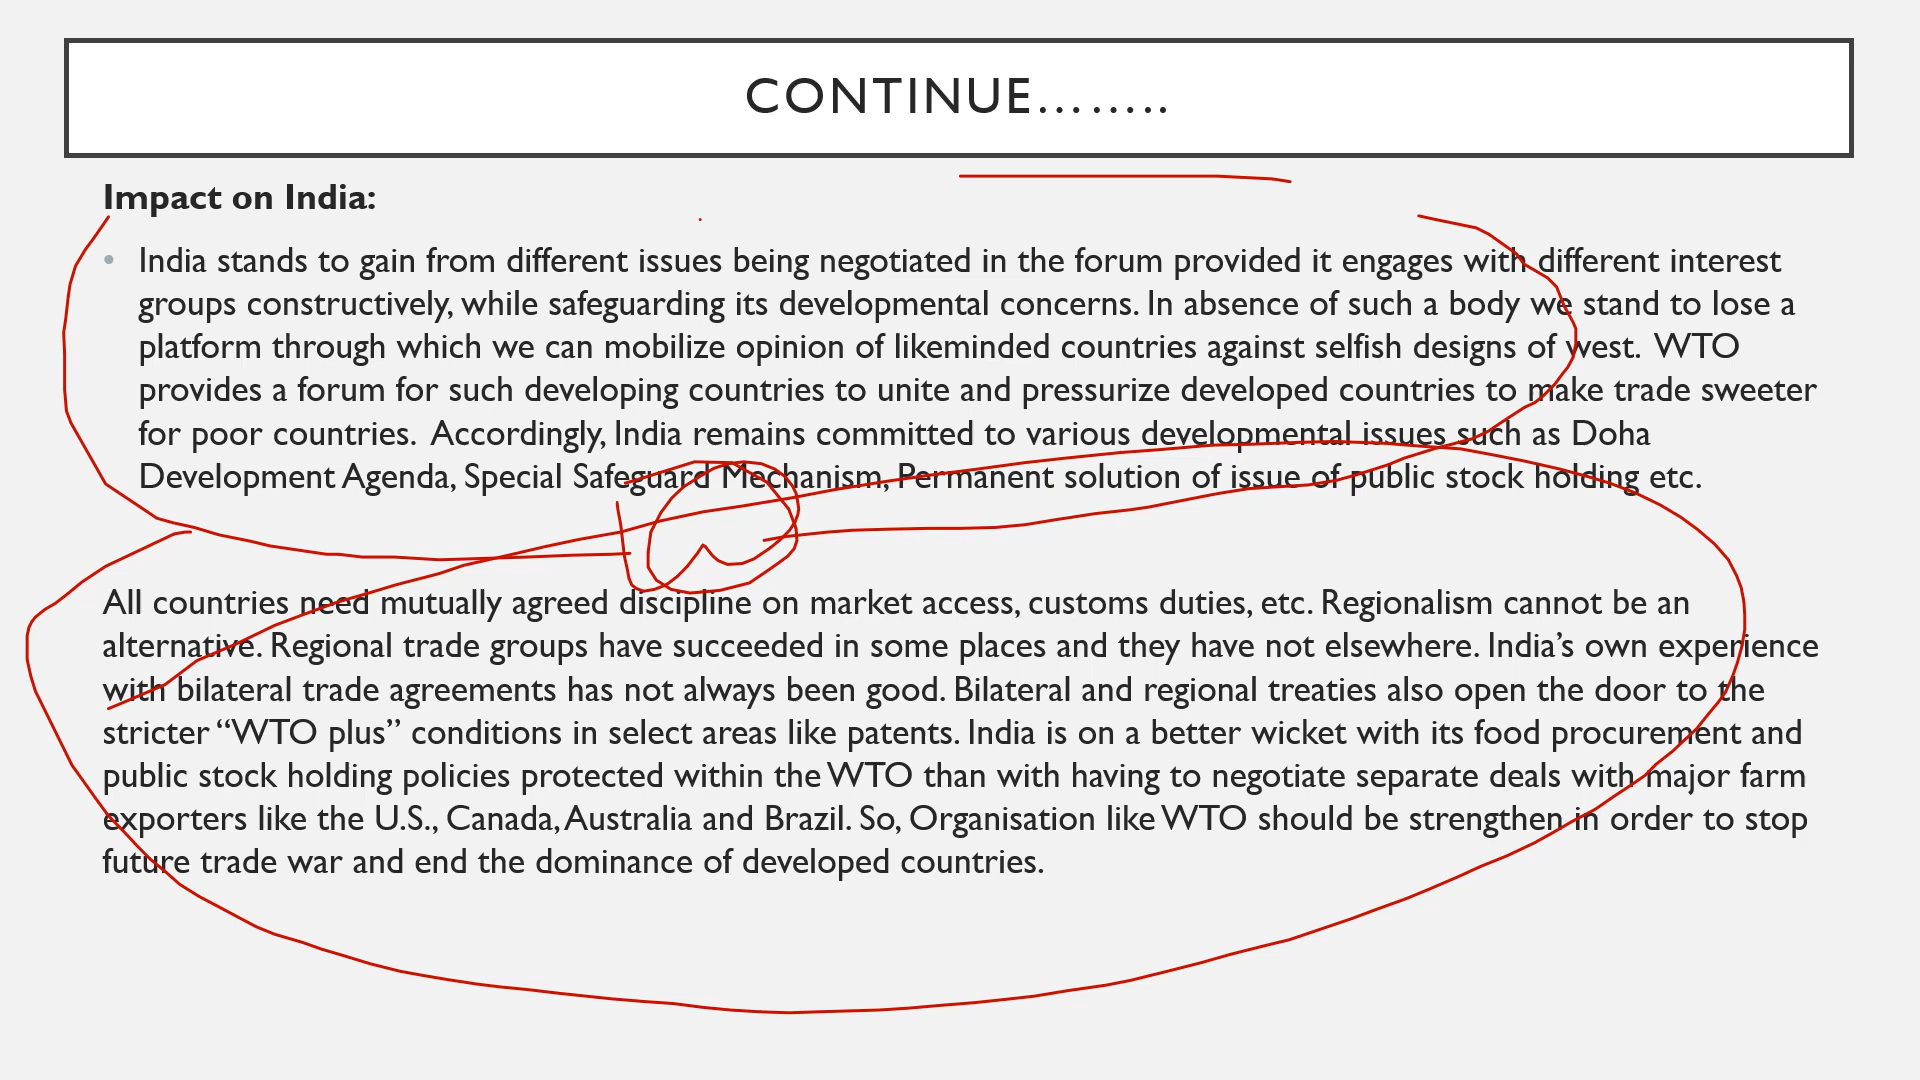 CONTINUE........
Impact on India:
• India stands to gain from different issues being negotiated in the forum provided it engages with different interest
groups constructively, while safeguarding its developmental concerns. In absence of such a body we stand to lose a
platform through which we can mobilize opinion of likeminded countries against selfish designs of west. WTO
provides a forum for such developing countries to unite and pressurize developed countries to make trade sweeter
for poor countries. Accordingly, India remains committed to various developmental issues such as Doha
Development Agenda, Special Safeguard Mechanism, Permanent solution of issue of public stock holding etc.
All countries need mutually agreed discipline on market access, customs duties, etc. Regionalism cannot be an
alternative. Regional trade groups have succeeded in some places and they have not elsewhere. India’s own experience
with bilateral trade agreements has not always been good. Bilateral and regional treaties also open the door to the
stricter “WTO plus” conditions in select areas like patents. India is on a better wicket with its food procurement and
public stock holding policies protected within the WTO than with having to negotiate separate deals with major farm
exporters like the U.S., Canada, Australia and Brazil. So, Organisation like WTO should be strengthen in order to stop
future trade war and end the dominance of developed countries.